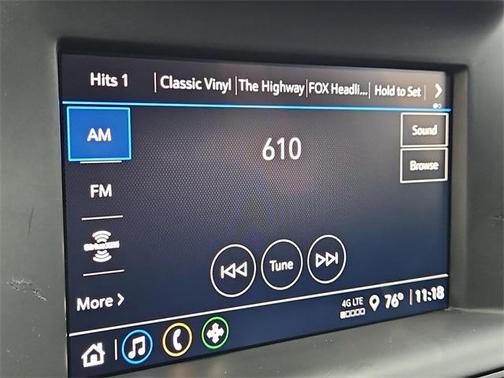 Hits 1 Classic Vinyl The Highway FOX Headli... Hold to Set
AM
610
Sound
Browse
FM
SiriusXM
Tune
More
4G LTE
76° 11:18